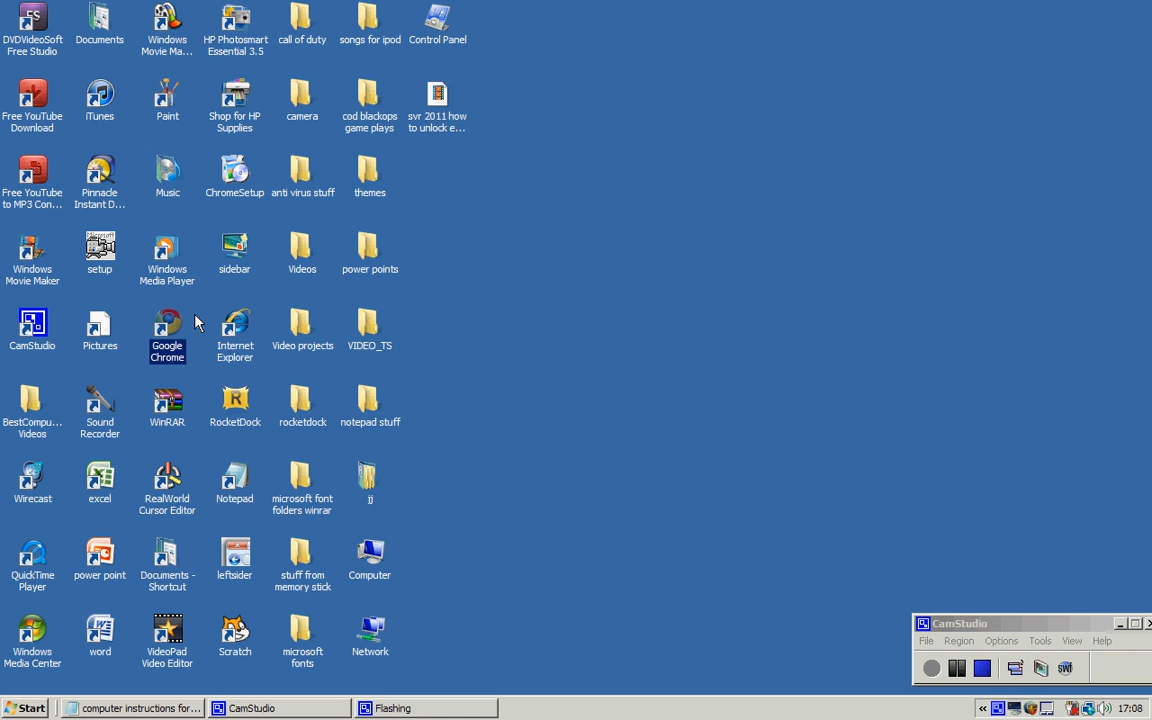 DVDVideoSoft
Free Studio
Documents
Windows
Movie Ma...
HP Photosmart
Essential 3.5
call of duty
songs for ipod
Control Panel
Free YouTube
Download
iTunes
Paint
Shop for HP
Supplies
camera
cod blackops
game plays
svr 2011 how
to unlock e...
Free YouTube
to MP3 Con...
Pinnacle
Instant D...
Music
ChromeSetup
anti virus stuff
themes
Windows
Movie Maker
Microsoft
setup
Windows
Media Player
sidebar
Videos
power points
CamStudio
Pictures
Google
Chrome
Internet
Explorer
Video projects
VIDEO_TS
BestCompu...
Videos
Sound
Recorder
WinRAR
R
RocketDock
rocketdock
notepad stuff
Wirecast
excel
RealWorld
Cursor Editor
Notepad
microsoft font
folders winrar
jj
QuickTime
Player
power point
Documents -
Shortcut
leftsider
stuff from
memory stick
Computer
Windows
Media Center
word
VideoPad
Video Editor
Scratch
microsoft
fonts
Network
CamStudio
File Region Options Tools View Help
SWF
Start
computer instructions for...
CamStudio
Flashing
17:08